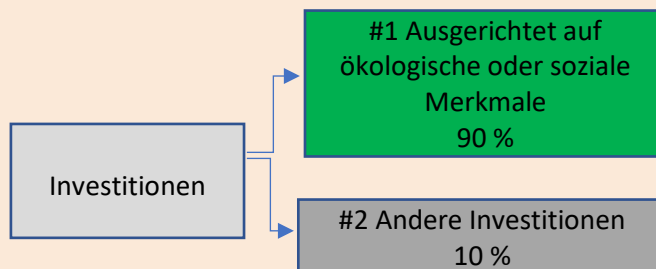 #1 Ausgerichtet auf
ökologische oder soziale
Merkmale
90 %
Investitionen
#2 Andere Investitionen
10 %